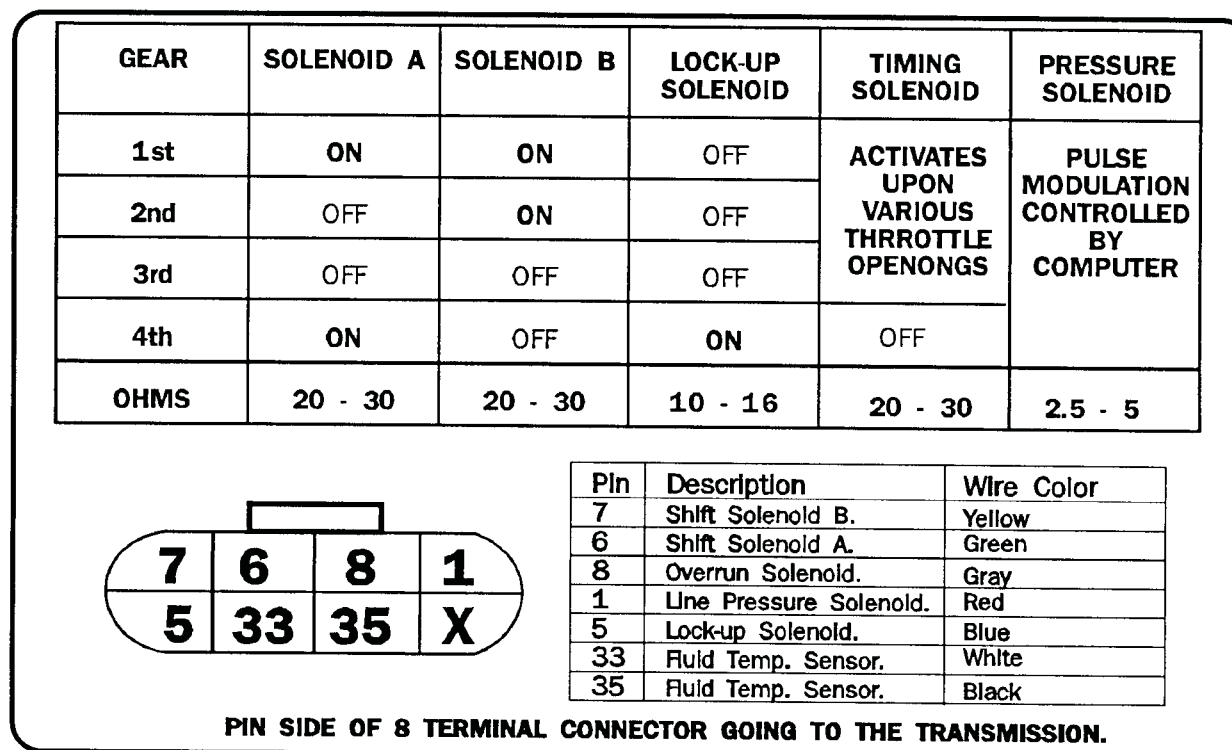 GEAR SOLENOID A SOLENOID B LOCK-UP SOLENOID TIMING SOLENOID PRESSURE SOLENOID
1st ON ON OFF ACTIVATES UPON VARIOUS THRROTTLE OPENONGS PULSE MODULATION CONTROLLED BY COMPUTER
2nd OFF ON OFF
3rd OFF OFF OFF
4th ON OFF ON OFF
OHMS 20 - 30 20 - 30 10 - 16 20 - 30 2.5 - 5
7 6 8 1
5 33 35 X
Pin Description Wire Color
7 Shift Solenoid B. Yellow
6 Shift Solenoid A. Green
8 Overrun Solenoid. Gray
1 Line Pressure Solenoid. Red
5 Lock-up Solenoid. Blue
33 Fluid Temp. Sensor. White
35 Fluid Temp. Sensor. Black
PIN SIDE OF 8 TERMINAL CONNECTOR GOING TO THE TRANSMISSION.